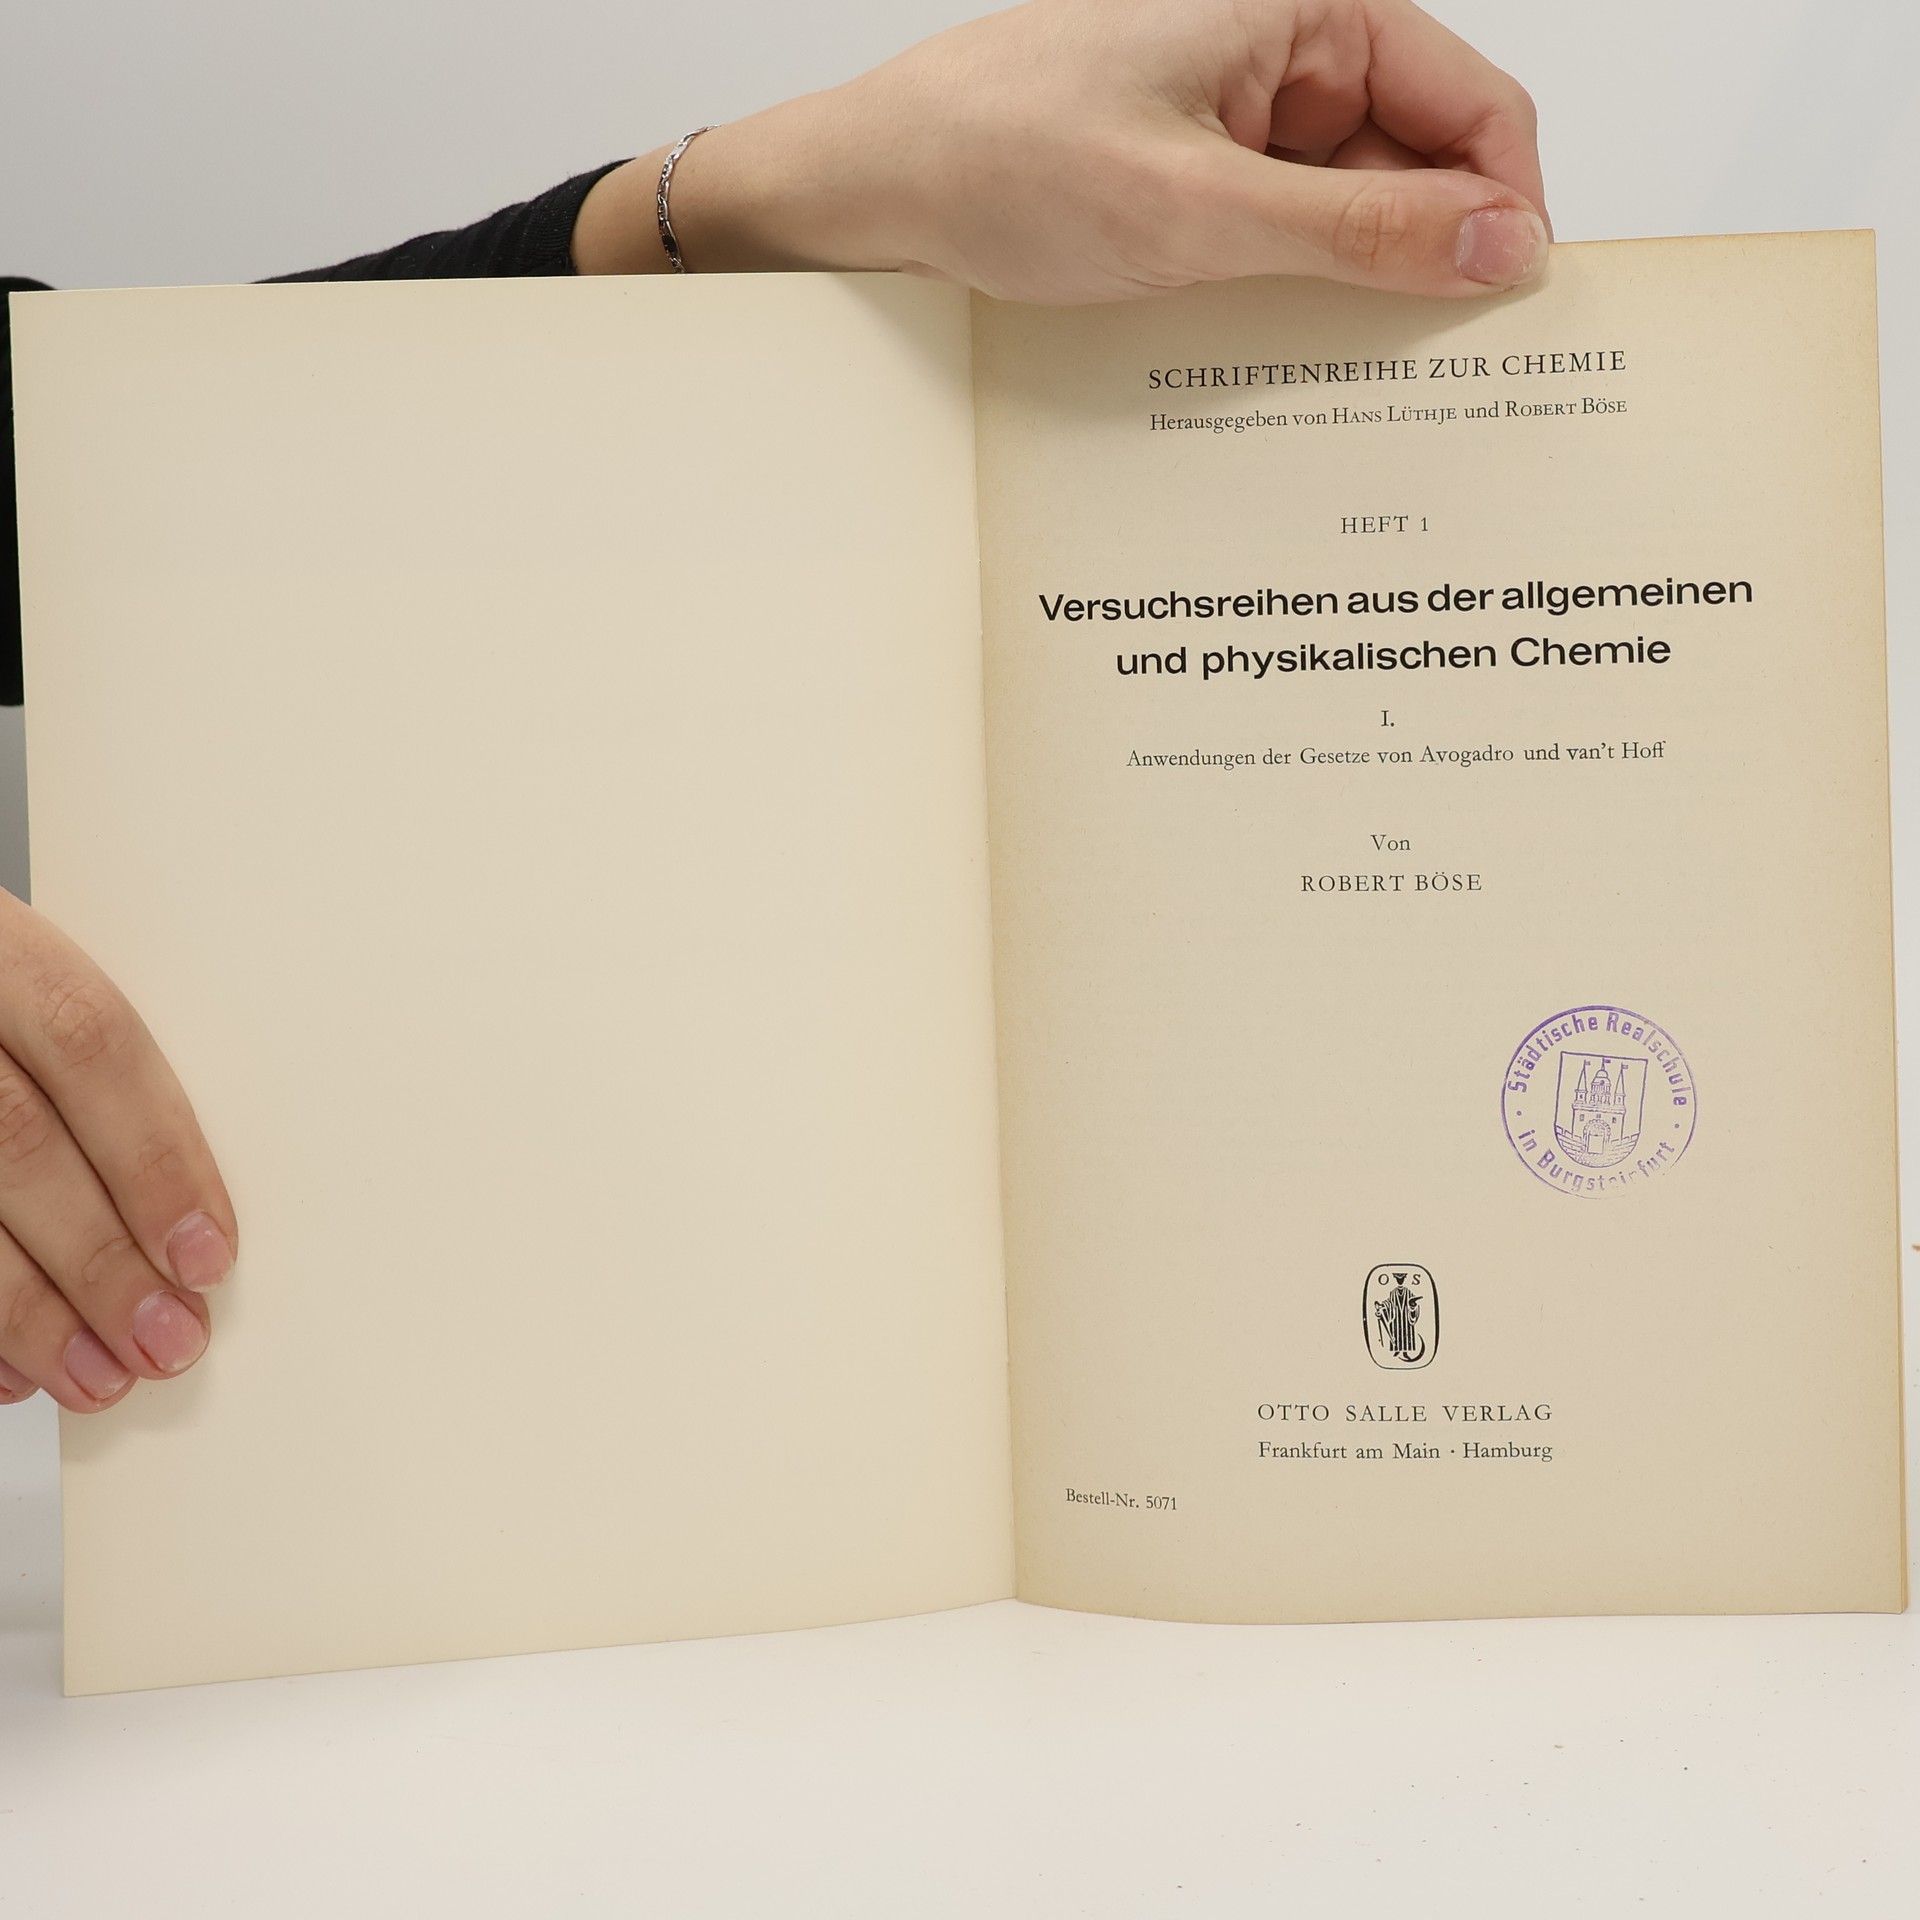 SCHRIFTENREIHE ZUR CHEMIE
Herausgegeben von HANS LÜTHJE und ROBERT BÖSE
HEFT 1
Versuchsreihen aus der allgemeinen
und physikalischen Chemie
I.
Anwendungen der Gesetze von Avogadro und van't Hoff
Von
ROBERT BÖSE
Städtische Realschule
in Burgsteinfurt
O S
OTTO SALLE VERLAG
Frankfurt am Main · Hamburg
Bestell-Nr. 5071